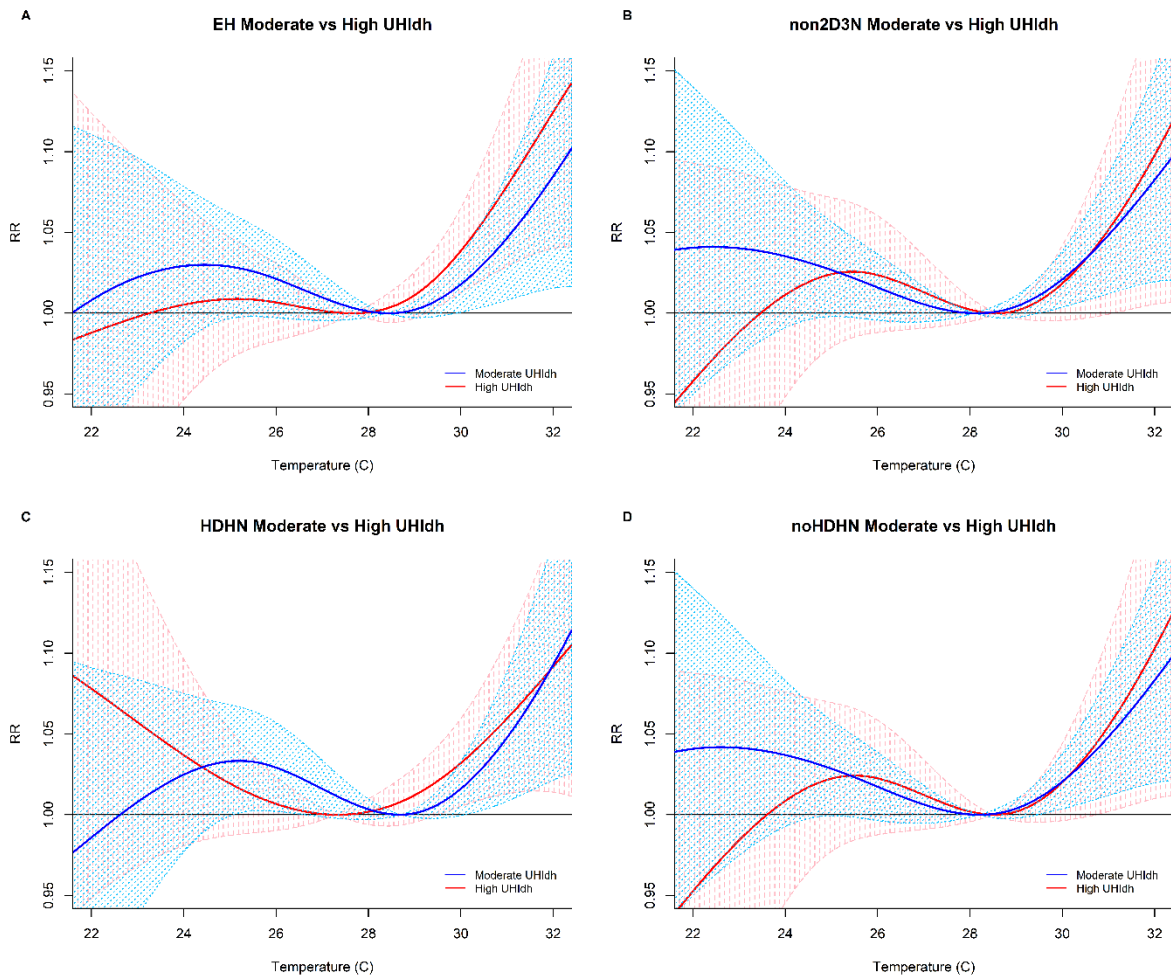 A
EH Moderate vs High UHIdh
RR
1.15
1.10
1.05
1.00
0.95
Moderate UHIdh
High UHIdh
22 24 26 28 30 32
Temperature (C)
B
non2D3N Moderate vs High UHIdh
RR
1.15
1.10
1.05
1.00
0.95
Moderate UHIdh
High UHIdh
22 24 26 28 30 32
Temperature (C)
C
HDHN Moderate vs High UHIdh
RR
1.15
1.10
1.05
1.00
0.95
Moderate UHIdh
High UHIdh
22 24 26 28 30 32
Temperature (C)
D
noHDHN Moderate vs High UHIdh
RR
1.15
1.10
1.05
1.00
0.95
Moderate UHIdh
High UHIdh
22 24 26 28 30 32
Temperature (C)